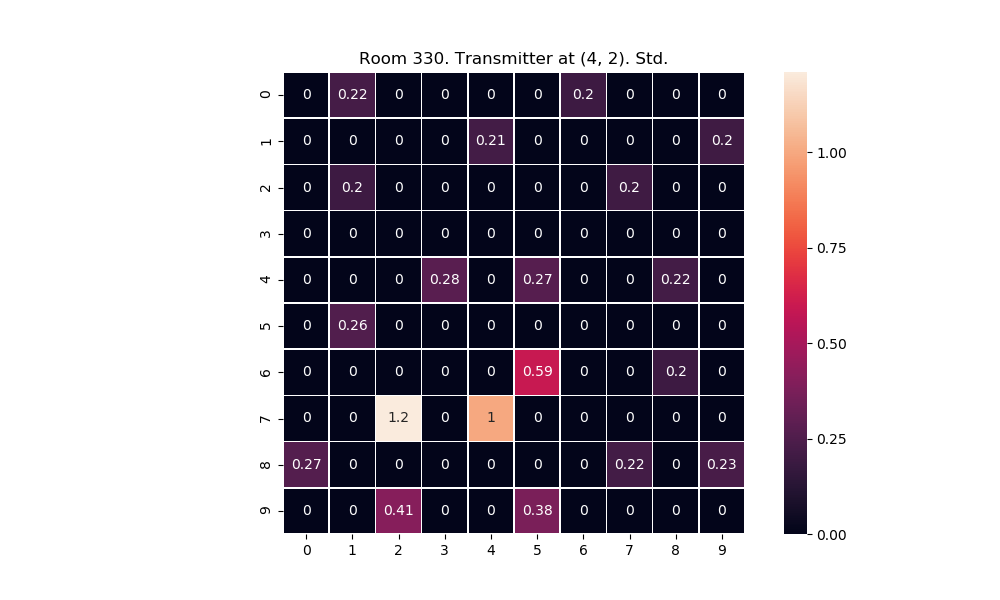 Room 330. Transmitter at (4, 2). Std.
0 0 0.22 0 0 0 0 0.2 0 0 0
1 0 0 0 0 0.21 0 0 0 0 0.2
1.00
2 0 0.2 0 0 0 0 0 0.2 0 0
3 0 0 0 0 0 0 0 0 0 0
0.75
4 0 0 0 0.28 0 0.27 0 0 0.22 0
5 0 0.26 0 0 0 0 0 0 0 0
0.50
6 0 0 0 0 0 0.59 0 0 0.2 0
7 0 0 1.2 0 1 0 0 0 0 0
0.25
8 0.27 0 0 0 0 0 0 0.22 0 0.23
9 0 0 0.41 0 0 0.38 0 0 0 0
0.00
0 1 2 3 4 5 6 7 8 9